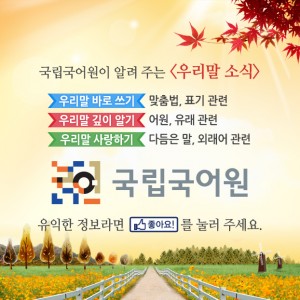 국립국어원이 알려 주는 〈우리말 소식〉
우리말 바로 쓰기 맞춤법, 표기 관련
우리말 깊이 알기 어원, 유래 관련
우리말 사랑하기 다듬은 말, 외래어 관련
국립국어원
유익한 정보라면 좋아요! 를 눌러 주세요.